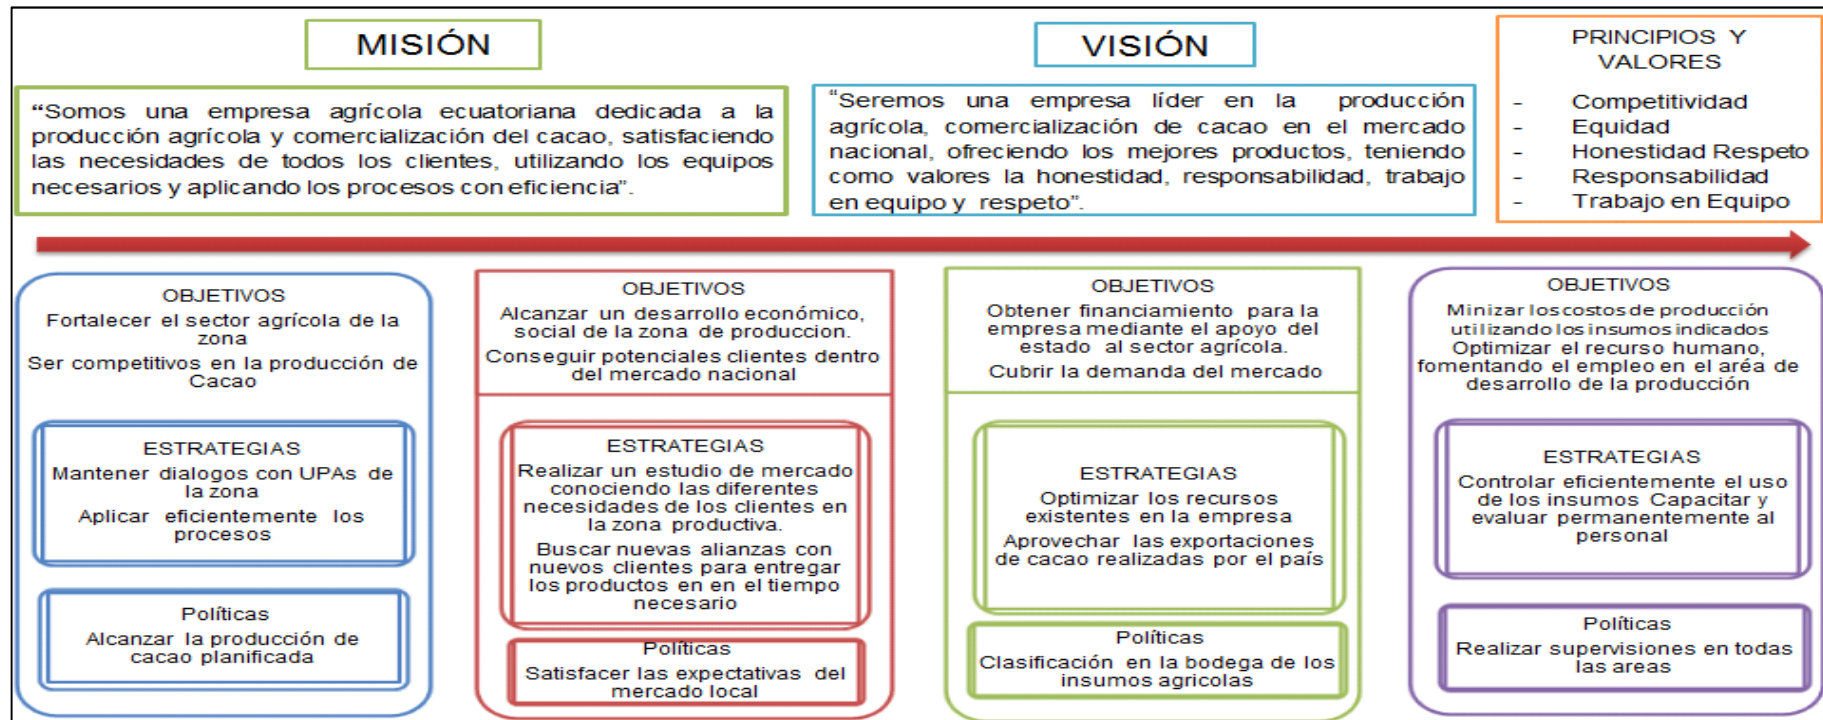 MISIÓN
“Somos una empresa agrícola ecuatoriana dedicada a la
producción agrícola y comercialización del cacao, satisfaciendo
las necesidades de todos los clientes, utilizando los equipos
necesarios y aplicando los procesos con eficiencia”.
VISIÓN
“Seremos una empresa líder en la producción
agrícola, comercialización de cacao en el mercado
nacional, ofreciendo los mejores productos, teniendo
como valores la honestidad, responsabilidad, trabajo
en equipo y respeto”.
PRINCIPIOS Y
VALORES
- Competitividad
- Equidad
- Honestidad Respeto
- Responsabilidad
- Trabajo en Equipo
OBJETIVOS
Fortalecer el sector agrícola de la
zona
Ser competitivos en la producción de
Cacao
ESTRATEGIAS
Mantener dialogos con UPAs de
la zona
Aplicar eficientemente los
procesos
Políticas
Alcanzar la producción de
cacao planificada
OBJETIVOS
Alcanzar un desarrollo económico,
social de la zona de produccion.
Conseguir potenciales clientes dentro
del mercado nacional
ESTRATEGIAS
Realizar un estudio de mercado
conociendo las diferentes
necesidades de los clientes en
la zona productiva.
Buscar nuevas alianzas con
nuevos clientes para entregar
los productos en en el tiempo
necesario
Políticas
Satisfacer las expectativas del
mercado local
OBJETIVOS
Obtener financiamiento para la
empresa mediante el apoyo del
estado al sector agrícola.
Cubrir la demanda del mercado
ESTRATEGIAS
Optimizar los recursos
existentes en la empresa
Aprovechar las exportaciones
de cacao realizadas por el país
Políticas
Clasificación en la bodega de los
insumos agricolas
OBJETIVOS
Minizar los costos de producción
utilizando los insumos indicados
Optimizar el recurso humano,
fomentando el empleo en el aréa de
desarrollo de la producción
ESTRATEGIAS
Controlar eficientemente el uso
de los insumos Capacitar y
evaluar permanentemente al
personal
Políticas
Realizar supervisiones en todas
las areas